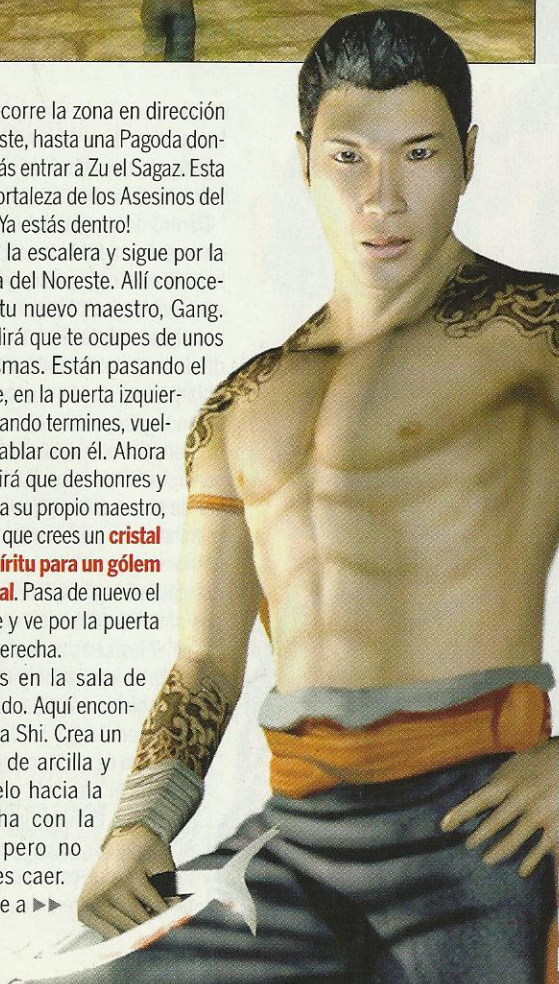 corre la zona en dirección
ste, hasta una Pagoda don-
ás entrar a Zu el Sagaz. Esta
ortaleza de los Asesinos del
Ya estás dentro!
la escalera y sigue por la
a del Noreste. Allí conoce-
tu nuevo maestro, Gang.
dirá que te ocupes de unos
smas. Están pasando el
e, en la puerta izquier-
ando termines, vuel-
ablar con él. Ahora
irá que deshonres y
a su propio maestro,
que crees un cristal
íritu para un gólem
al. Pasa de nuevo el
e y ve por la puerta
erecha.
s en la sala de
do. Aquí encon-
a Shi. Crea un
de arcilla y
elo hacia la
ha con la
pero no
es caer.
e a ▶▶